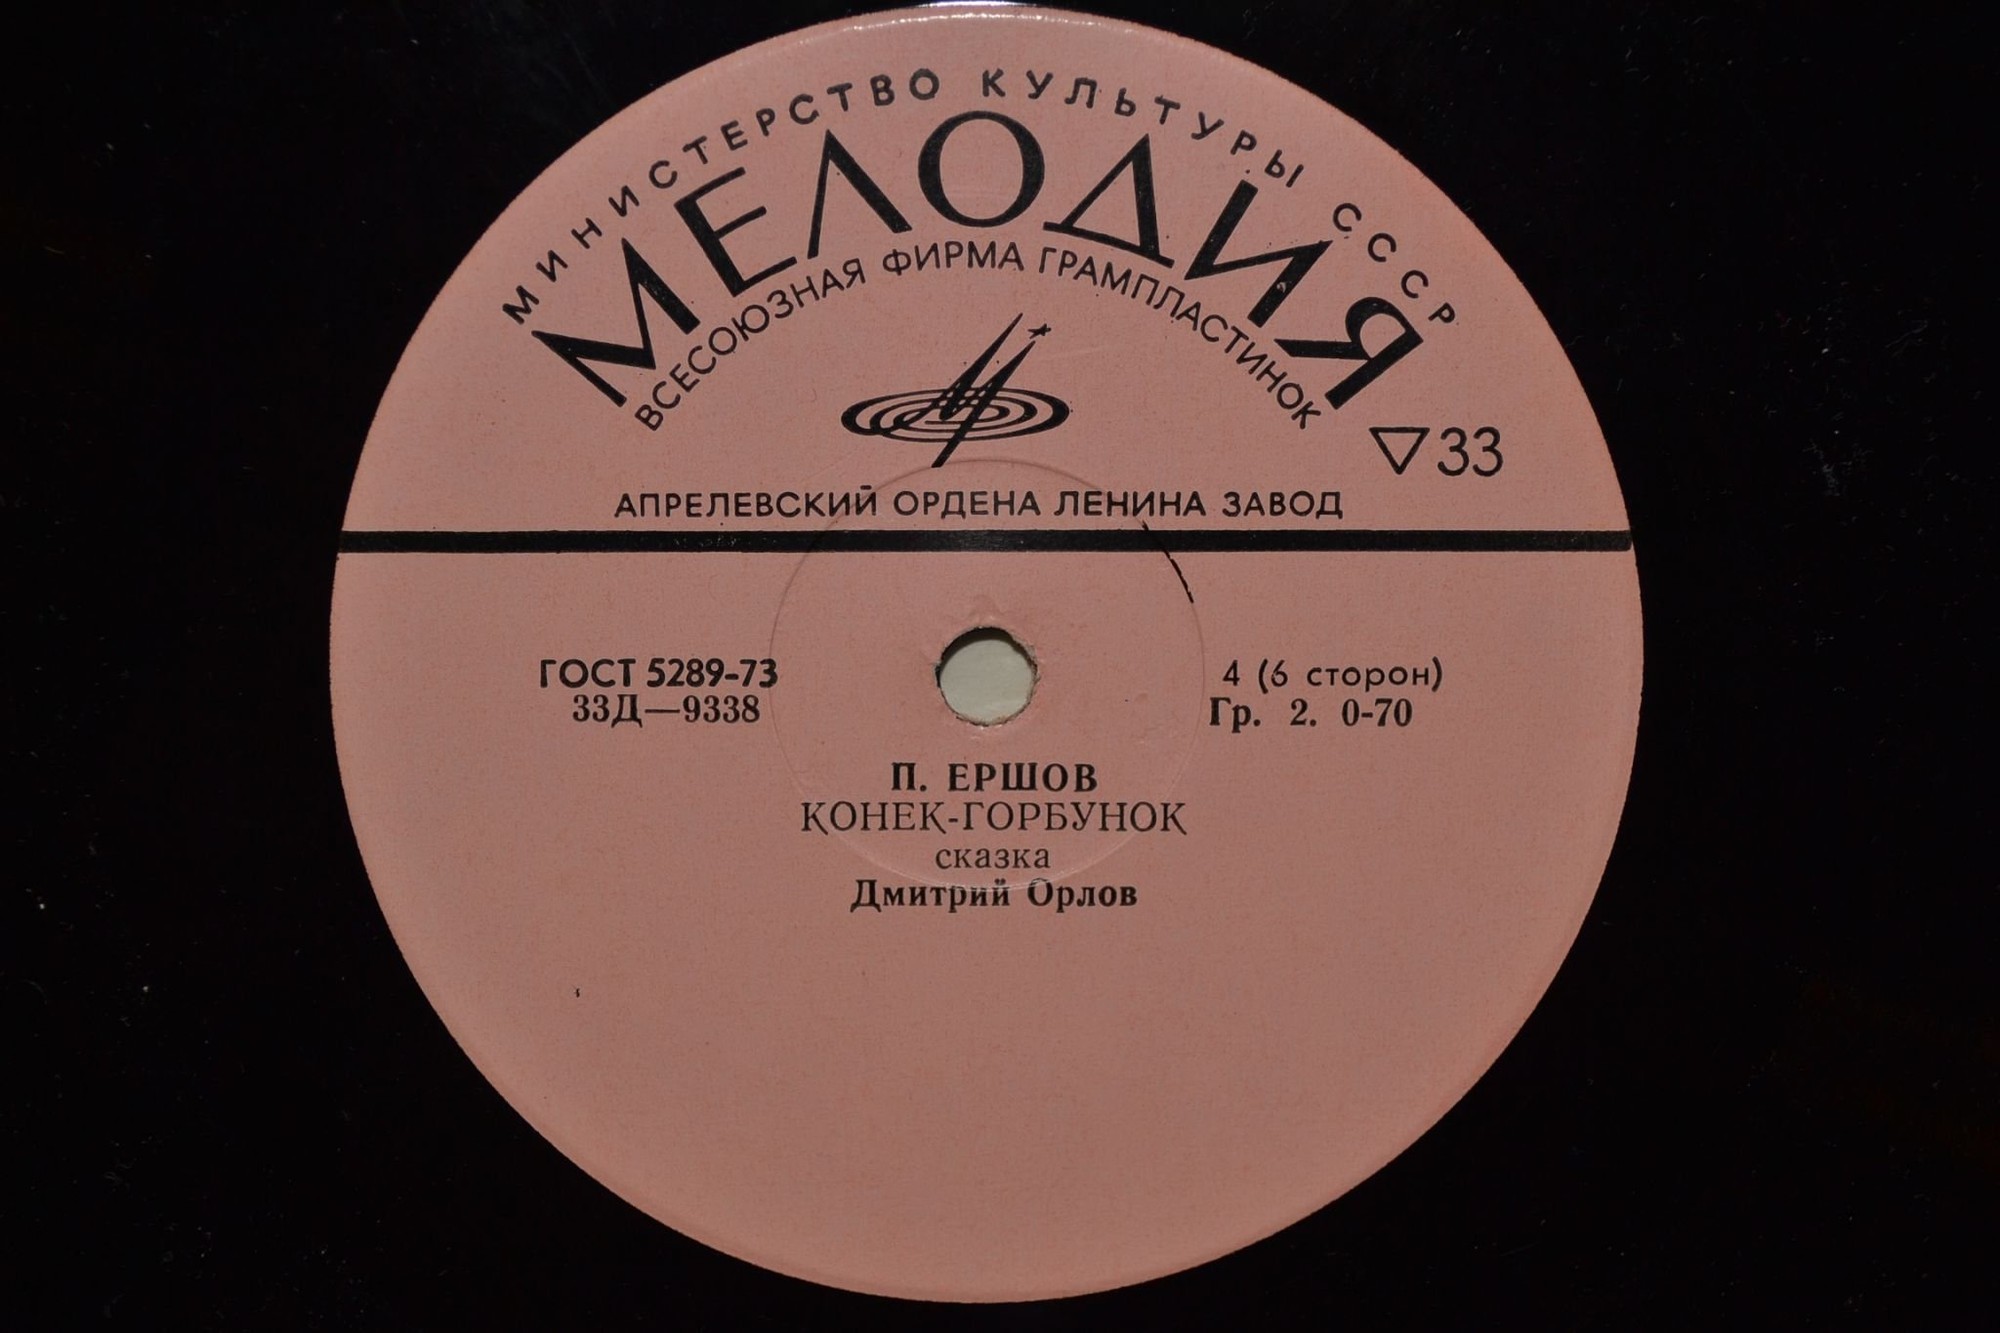 МИНИСТЕРСТВО КУЛЬТУРЫ СССР
МЕЛОДИЯ
ВСЕСОЮЗНАЯ ФИРМА ГРАМПЛАСТИНОК
▽33
АПРЕЛЕВСКИЙ ОРДЕНА ЛЕНИНА ЗАВОД
ГОСТ 5289-73
33Д—9338
4 (6 сторон)
Гр. 2. 0-70
П. ЕРШОВ
КОНЕК-ГОРБУНОК
сказка
Дмитрий Орлов